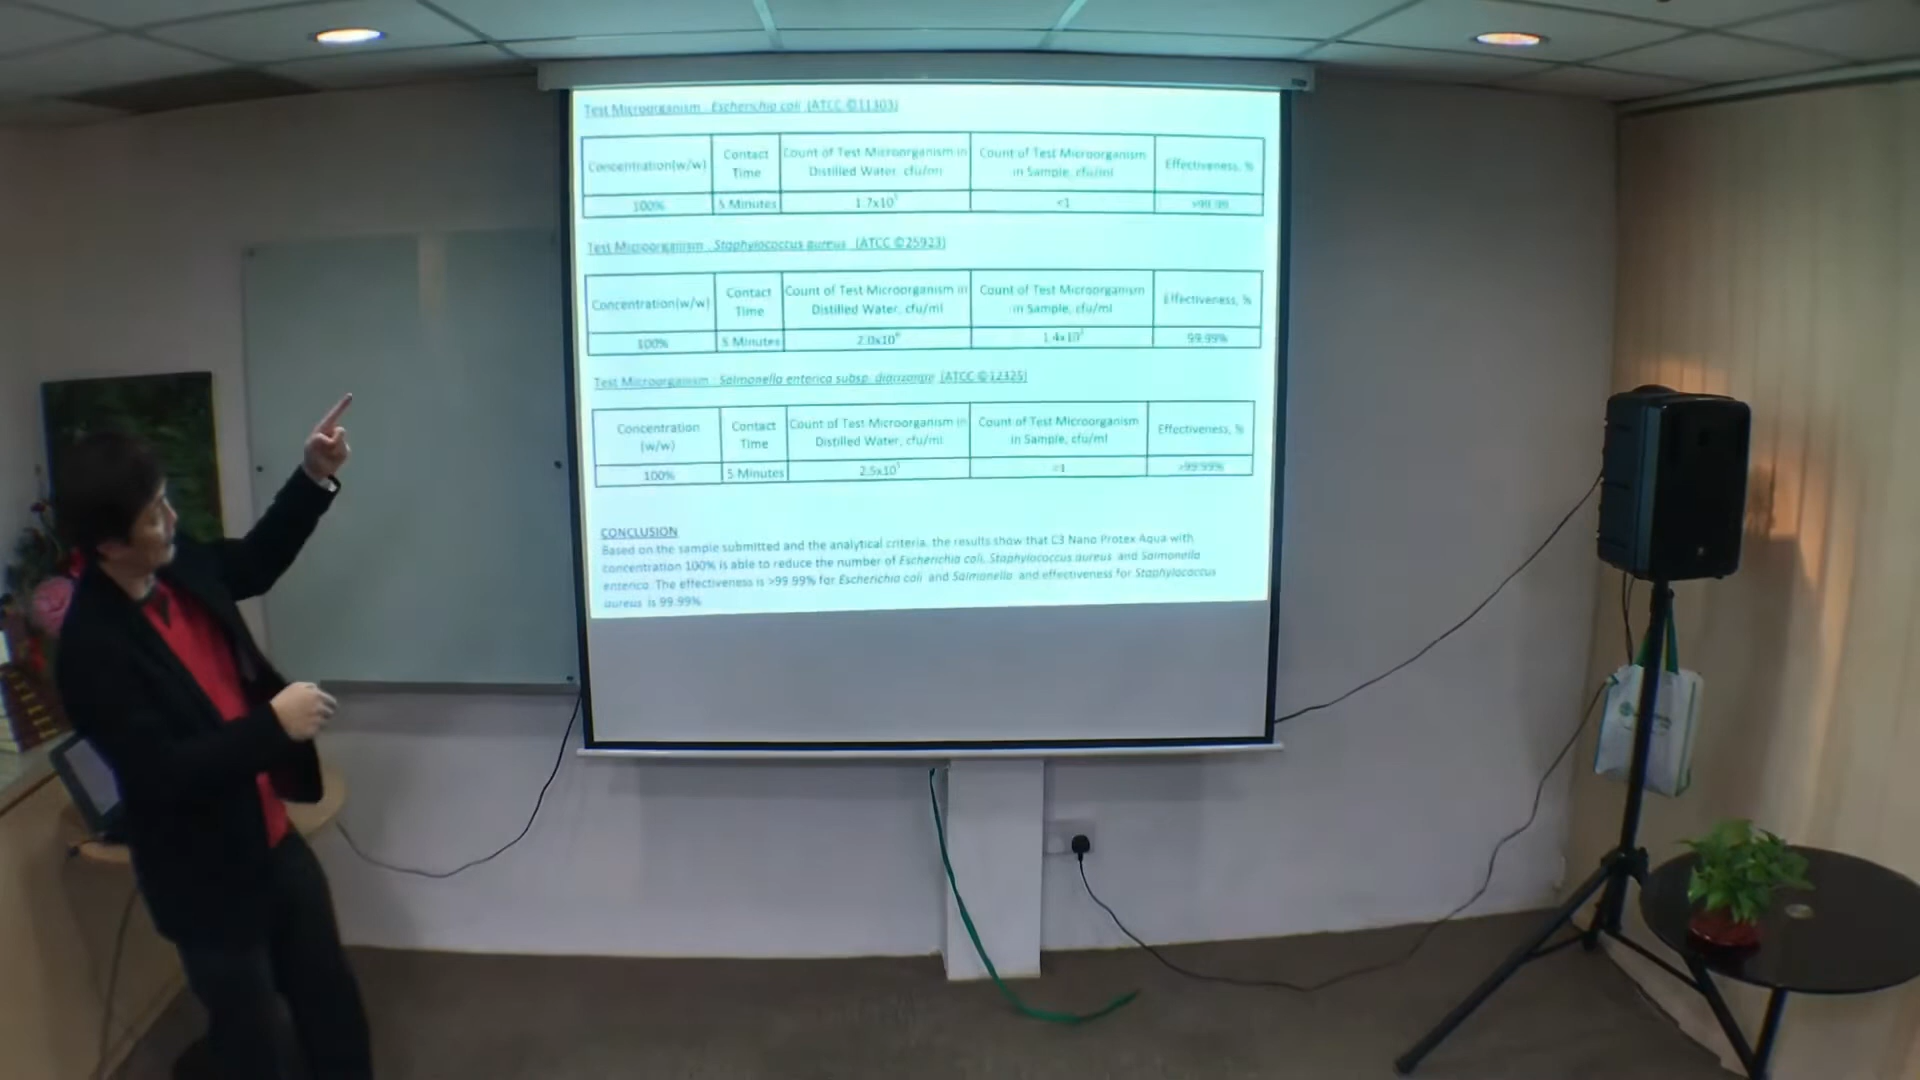 Test Microorganism : Escherichia coli (ATCC ©11303)
Concentration(w/w)
Contact
Time
Count of Test Microorganism in
Distilled Water, cfu/ml
Count of Test Microorganism
in Sample, cfu/ml
Effectiveness, %
100%
5 Minutes
<1
>99.99
Test Microorganism : Staphylococcus aureus (ATCC ©25923)
Concentration(w/w)
Contact
Time
Count of Test Microorganism in
Distilled Water, cfu/ml
Count of Test Microorganism
in Sample, cfu/ml
Effectiveness, %
100%
5 Minutes
99.99%
Test Microorganism : Salmonella enterica subsp. diarizonae (ATCC ©12325)
Concentration
(w/w)
Contact
Time
Count of Test Microorganism in
Distilled Water, cfu/ml
Count of Test Microorganism
in Sample, cfu/ml
Effectiveness, %
100%
5 Minutes
<1
>99.99%
CONCLUSION
Based on the sample submitted and the analytical criteria, the results show that C3 Nano Protex Aqua with
concentration 100% is able to reduce the number of Escherichia coli, Staphylococcus aureus and Salmonella
enterica. The effectiveness is >99.99% for Escherichia coli and Salmonella and effectiveness for Staphylococcus
aureus is 99.99%